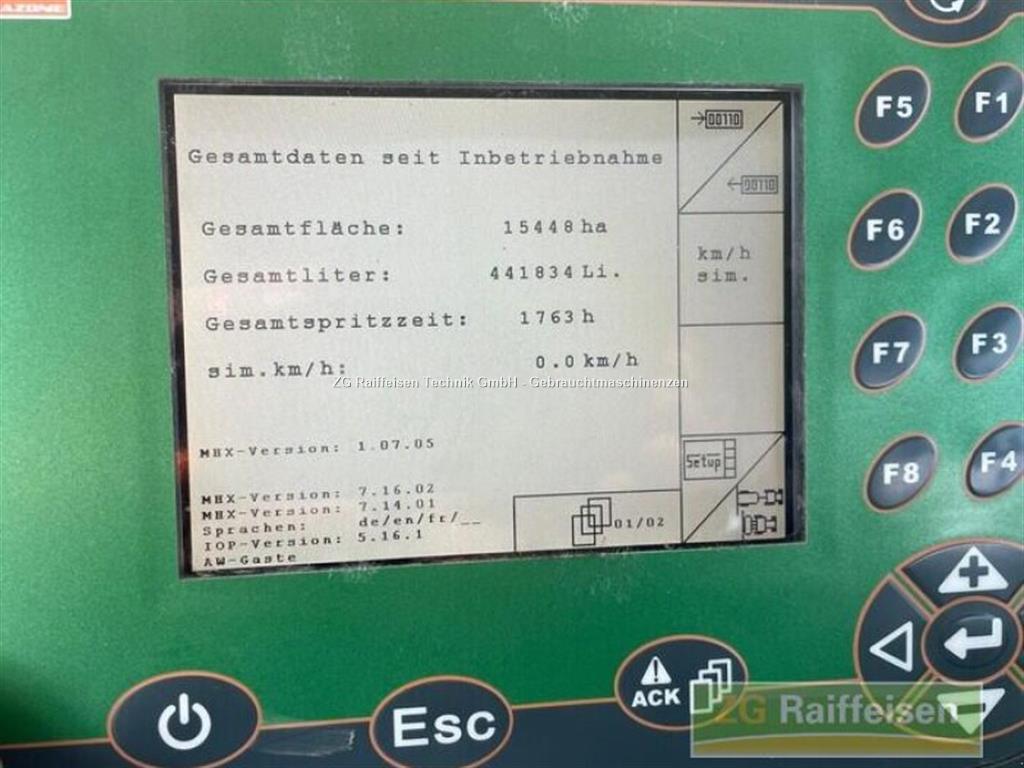 AZONE
Gesamtdaten seit Inbetriebnahme
Gesamtfläche: 15448 ha
Gesamtliter: 441834 Li.
Gesamtspritzzeit: 1763 h
sim.km/h: 0.0 km/h
ZG Raiffeisen Technik GmbH - Gebrauchtmaschinenzen
MHX-Version: 1.07.05
MHX-Version: 7.16.02
MHX-Version: 7.14.01
Sprachen: de/en/fr/__
IOP-Version: 5.16.1
AW-Gaste
01/02
00110
00110
km/h
sim.
Setup
F5 F1
F6 F2
F7 F3
F8 F4
Esc
ACK
ZG Raiffeisen